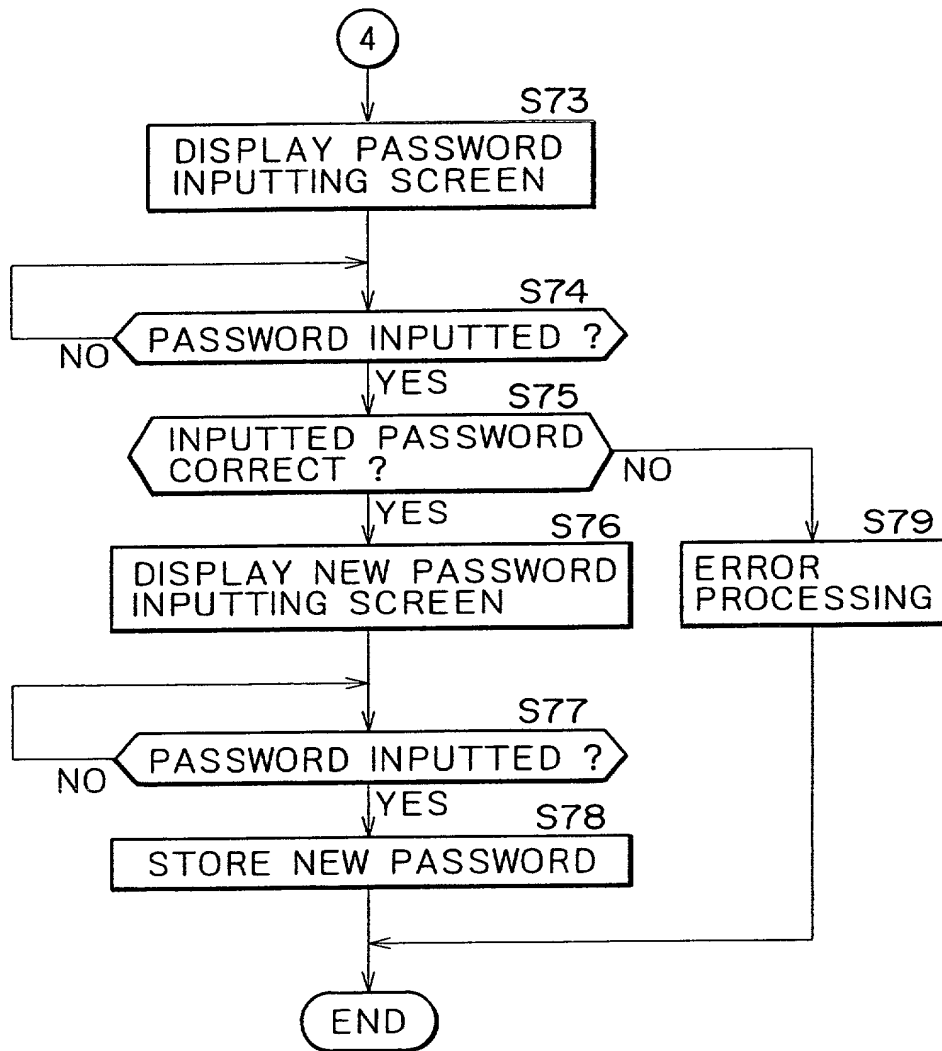 4
S73
DISPLAY PASSWORD
INPUTTING SCREEN
S74
PASSWORD INPUTTED ?
NO
YES
S75
INPUTTED PASSWORD
CORRECT ?
NO
YES
S76
DISPLAY NEW PASSWORD
INPUTTING SCREEN
S79
ERROR
PROCESSING
S77
PASSWORD INPUTTED ?
NO
YES
S78
STORE NEW PASSWORD
END